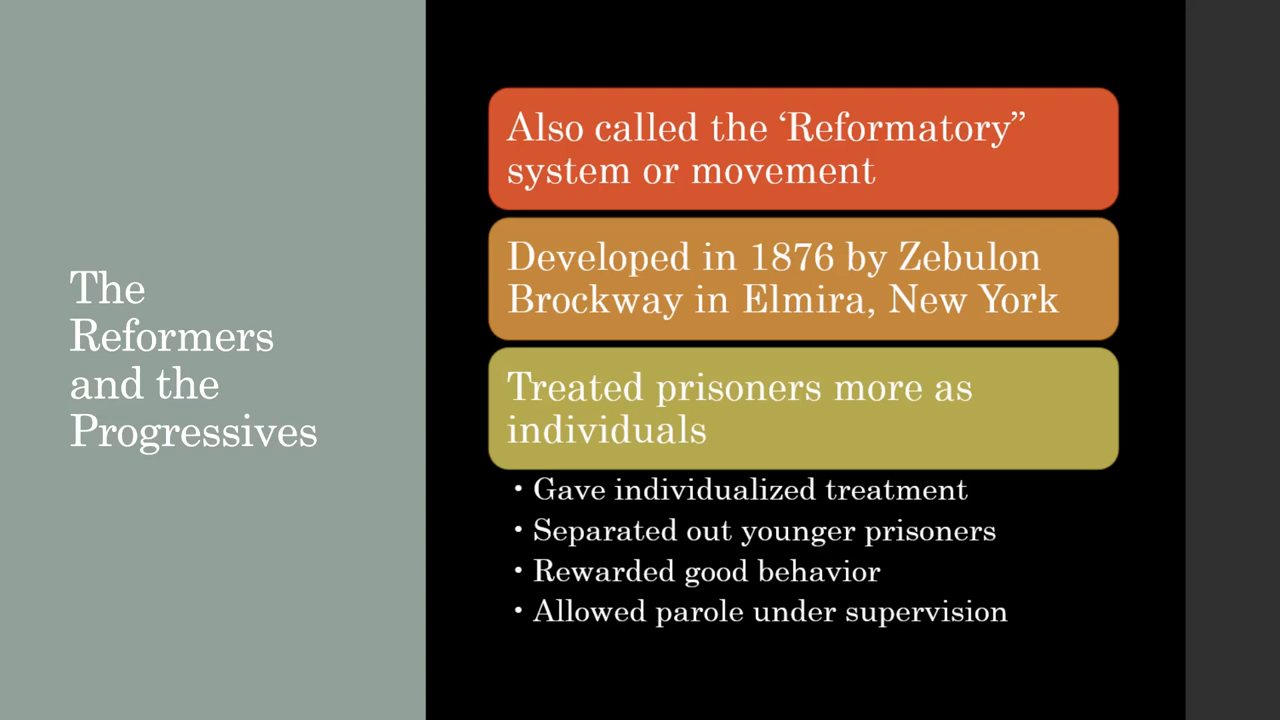 The
Reformers
and the
Progressives
Also called the ‘Reformatory”
system or movement
Developed in 1876 by Zebulon
Brockway in Elmira, New York
Treated prisoners more as
individuals
• Gave individualized treatment
• Separated out younger prisoners
• Rewarded good behavior
• Allowed parole under supervision